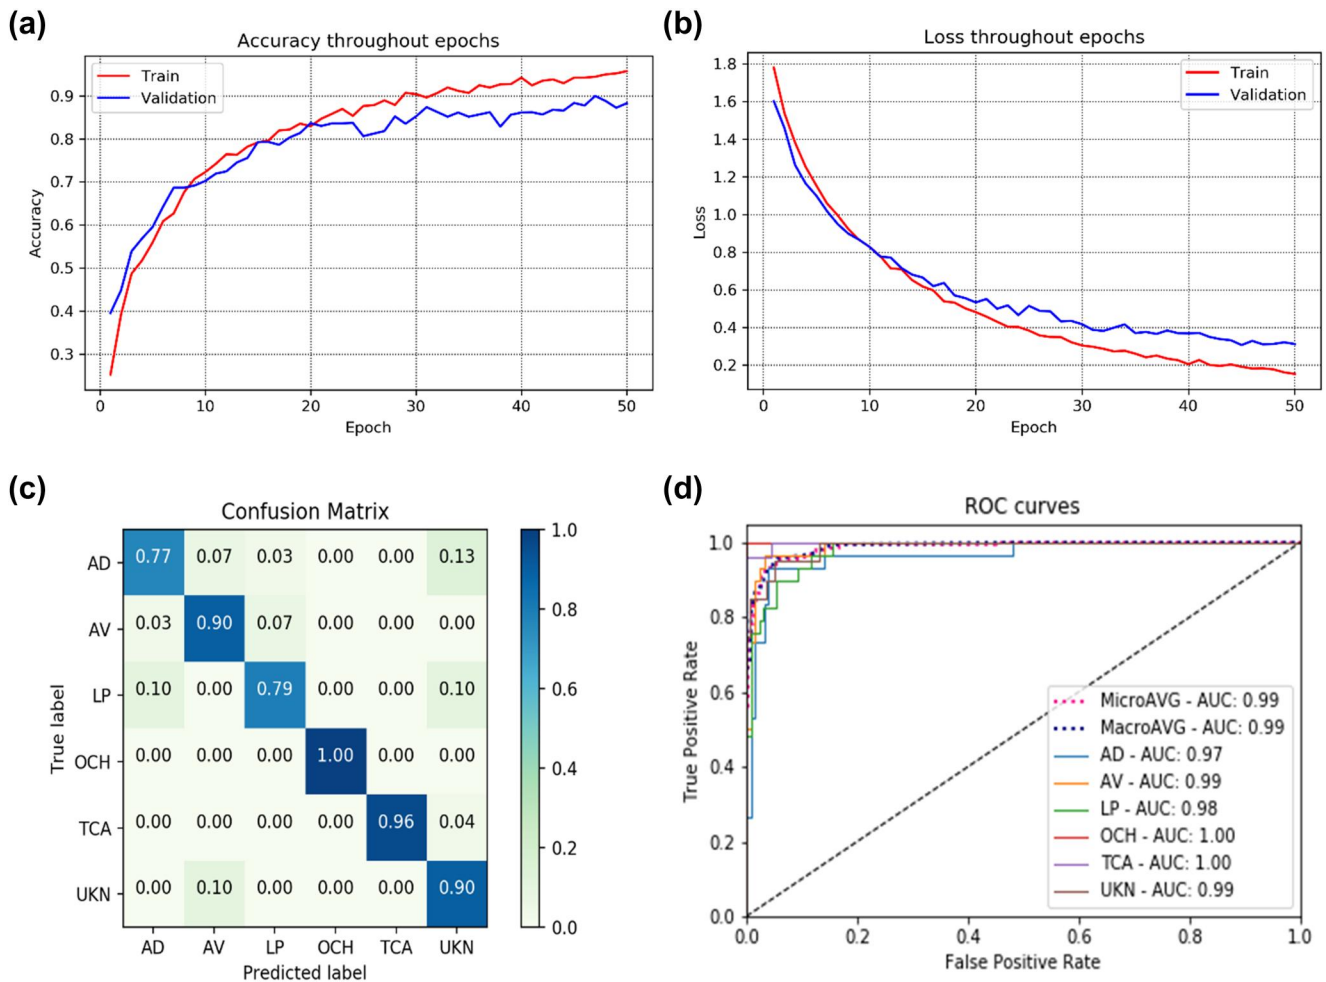 (a)
Accuracy throughout epochs
Train
Validation
0.9
0.8
0.7
0.6
0.5
0.4
0.3
Accuracy
0 10 20 30 40 50
Epoch
(b)
Loss throughout epochs
Train
Validation
1.8
1.6
1.4
1.2
1.0
0.8
0.6
0.4
0.2
Loss
0 10 20 30 40 50
Epoch
(c)
Confusion Matrix
True label
AD 0.77 0.07 0.03 0.00 0.00 0.13
AV 0.03 0.90 0.07 0.00 0.00 0.00
LP 0.10 0.00 0.79 0.00 0.00 0.10
OCH 0.00 0.00 0.00 1.00 0.00 0.00
TCA 0.00 0.00 0.00 0.00 0.96 0.04
UKN 0.00 0.10 0.00 0.00 0.00 0.90
AD AV LP OCH TCA UKN
Predicted label
1.0
0.8
0.6
0.4
0.2
0.0
(d)
ROC curves
1.0
0.8
0.6
0.4
0.2
0.0
True Positive Rate
MicroAVG - AUC: 0.99
MacroAVG - AUC: 0.99
AD - AUC: 0.97
AV - AUC: 0.99
LP - AUC: 0.98
OCH - AUC: 1.00
TCA - AUC: 1.00
UKN - AUC: 0.99
0.0 0.2 0.4 0.6 0.8 1.0
False Positive Rate